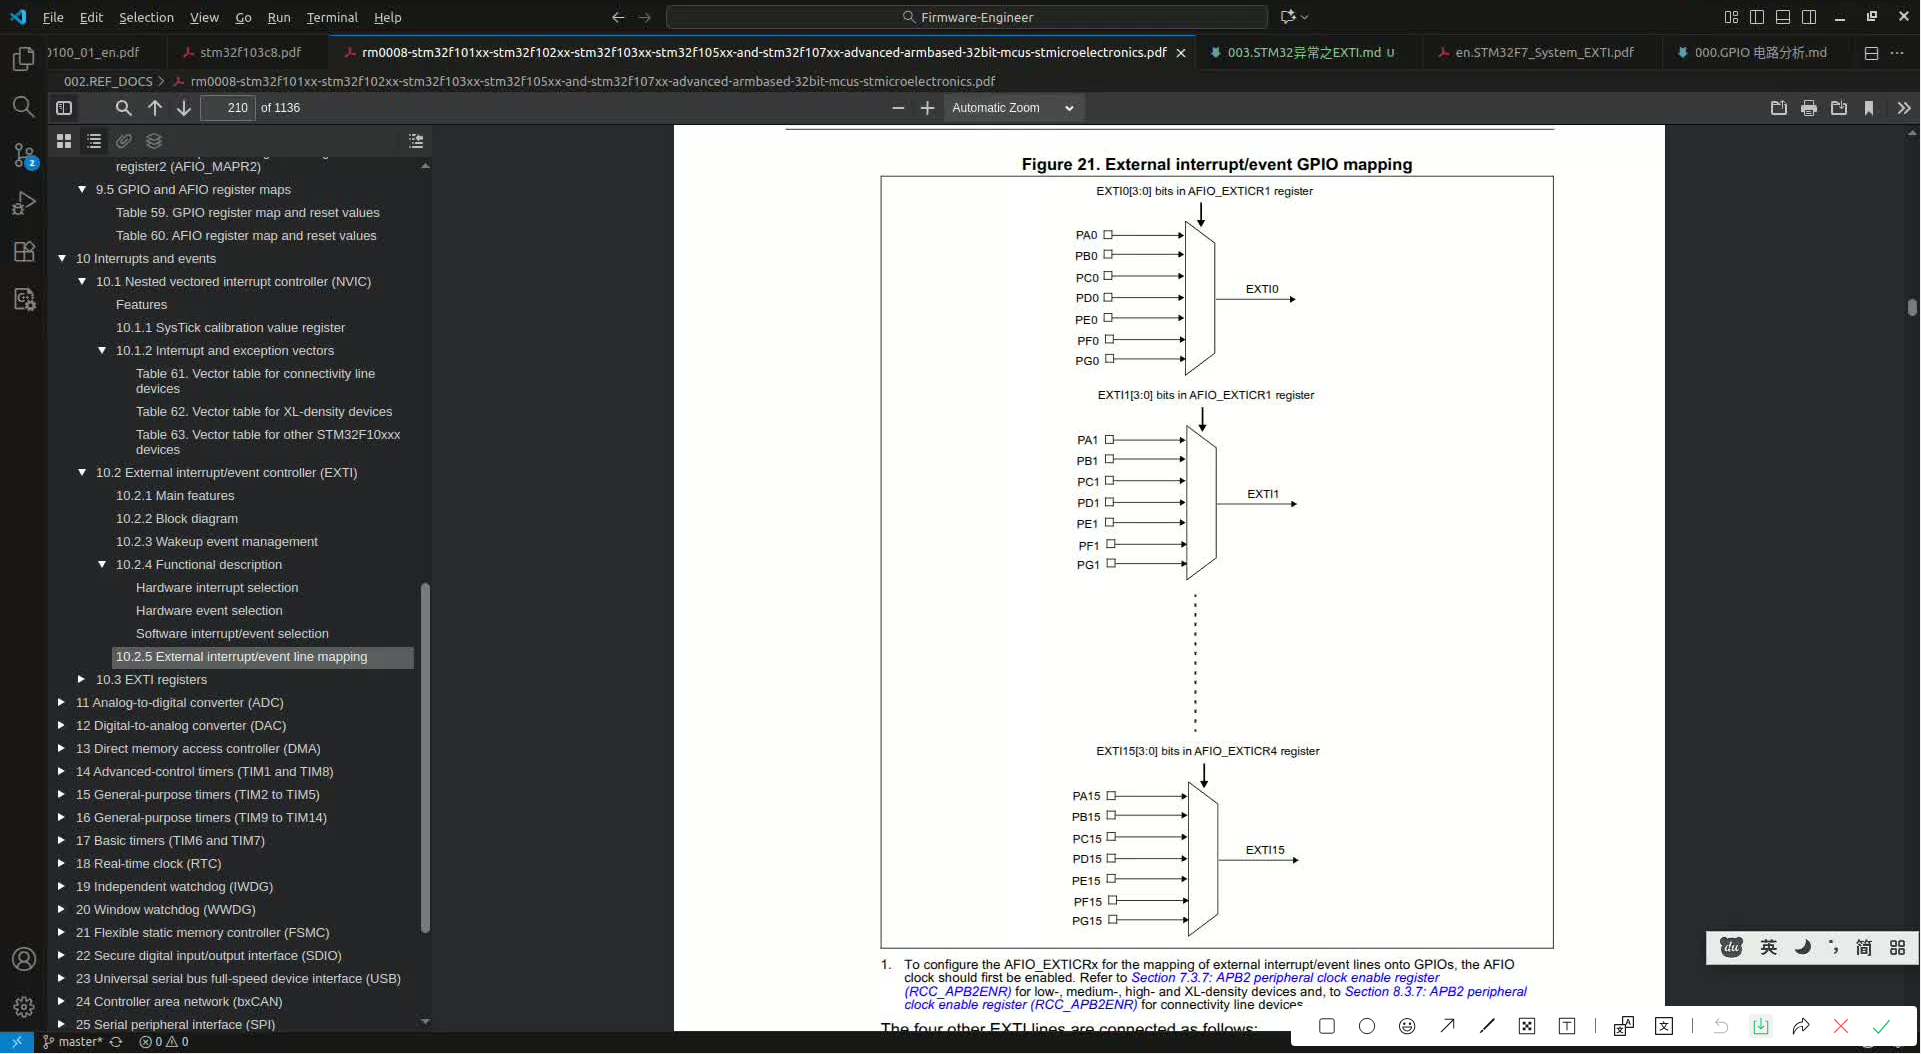 File Edit Selection View Go Run Terminal Help
Firmware-Engineer
0100_01_en.pdf
stm32f103c8.pdf
rm0008-stm32f101xx-stm32f102xx-stm32f103xx-stm32f105xx-and-stm32f107xx-advanced-armbased-32bit-mcus-stmicroelectronics.pdf
003.STM32异常之EXTI.md U
en.STM32F7_System_EXTI.pdf
000.GPIO 电路分析.md
002.REF_DOCS
rm0008-stm32f101xx-stm32f102xx-stm32f103xx-stm32f105xx-and-stm32f107xx-advanced-armbased-32bit-mcus-stmicroelectronics.pdf
210 of 1136
Automatic Zoom
register2 (AFIO_MAPR2)
9.5 GPIO and AFIO register maps
Table 59. GPIO register map and reset values
Table 60. AFIO register map and reset values
10 Interrupts and events
10.1 Nested vectored interrupt controller (NVIC)
Features
10.1.1 SysTick calibration value register
10.1.2 Interrupt and exception vectors
Table 61. Vector table for connectivity line
devices
Table 62. Vector table for XL-density devices
Table 63. Vector table for other STM32F10xxx
devices
10.2 External interrupt/event controller (EXTI)
10.2.1 Main features
10.2.2 Block diagram
10.2.3 Wakeup event management
10.2.4 Functional description
Hardware interrupt selection
Hardware event selection
Software interrupt/event selection
10.2.5 External interrupt/event line mapping
10.3 EXTI registers
11 Analog-to-digital converter (ADC)
12 Digital-to-analog converter (DAC)
13 Direct memory access controller (DMA)
14 Advanced-control timers (TIM1 and TIM8)
15 General-purpose timers (TIM2 to TIM5)
16 General-purpose timers (TIM9 to TIM14)
17 Basic timers (TIM6 and TIM7)
18 Real-time clock (RTC)
19 Independent watchdog (IWDG)
20 Window watchdog (WWDG)
21 Flexible static memory controller (FSMC)
22 Secure digital input/output interface (SDIO)
23 Universal serial bus full-speed device interface (USB)
24 Controller area network (bxCAN)
25 Serial peripheral interface (SPI)
Figure 21. External interrupt/event GPIO mapping
EXTI0[3:0] bits in AFIO_EXTICR1 register
PA0
PB0
PC0
PD0
PE0
PF0
PG0
EXTI0
EXTI1[3:0] bits in AFIO_EXTICR1 register
PA1
PB1
PC1
PD1
PE1
PF1
PG1
EXTI1
EXTI15[3:0] bits in AFIO_EXTICR4 register
PA15
PB15
PC15
PD15
PE15
PF15
PG15
EXTI15
1. To configure the AFIO_EXTICRx for the mapping of external interrupt/event lines onto GPIOs, the AFIO
clock should first be enabled. Refer to Section 7.3.7: APB2 peripheral clock enable register
(RCC_APB2ENR) for low-, medium-, high- and XL-density devices and, to Section 8.3.7: APB2 peripheral
clock enable register (RCC_APB2ENR) for connectivity line devices
The four other EXTI lines are connected as follows:
du 英 简
T 文
2
master* 0 0